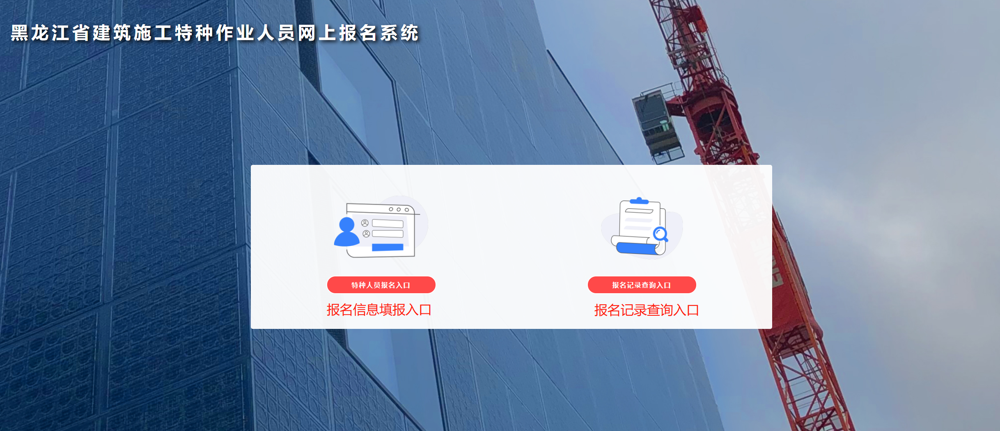 黑龙江省建筑施工特种作业人员网上报名系统
特种人员报名入口
报名记录查询入口
报名信息填报入口
报名记录查询入口